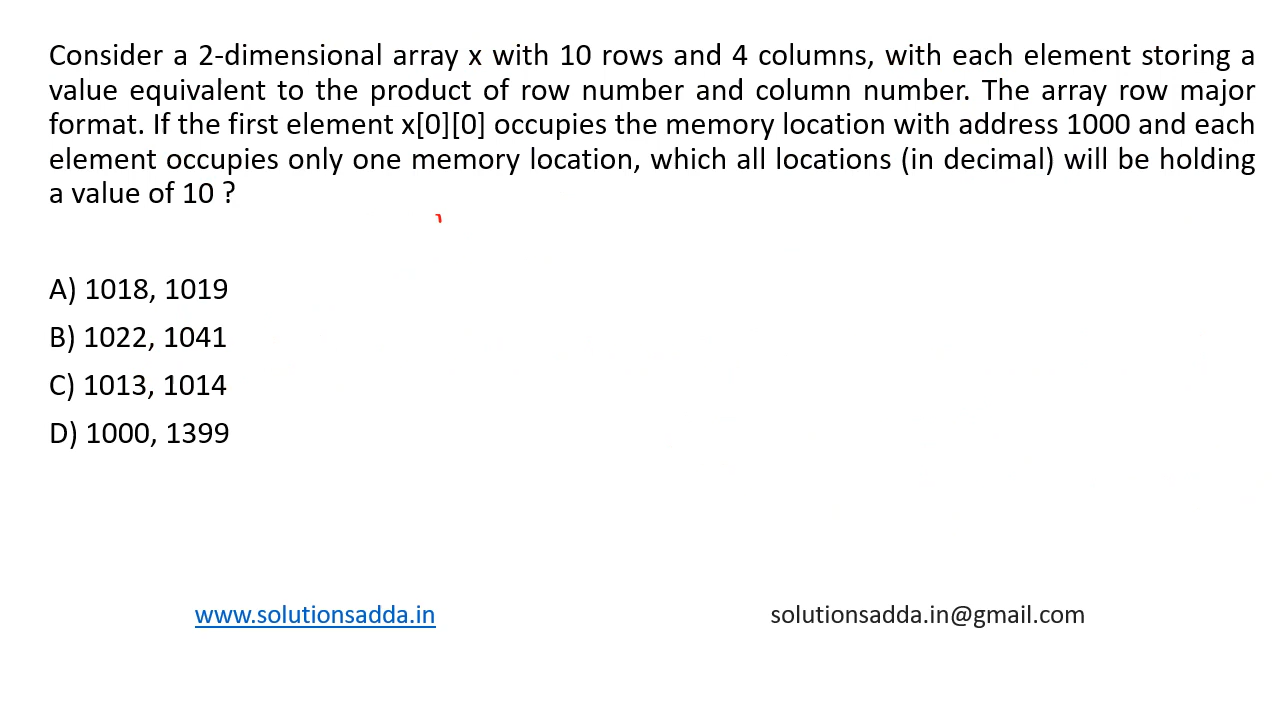 Consider a 2-dimensional array x with 10 rows and 4 columns, with each element storing a
value equivalent to the product of row number and column number. The array row major
format. If the first element x[0][0] occupies the memory location with address 1000 and each
element occupies only one memory location, which all locations (in decimal) will be holding
a value of 10 ?
A) 1018, 1019
B) 1022, 1041
C) 1013, 1014
D) 1000, 1399
www.solutionsadda.in
solutionsadda.in@gmail.com